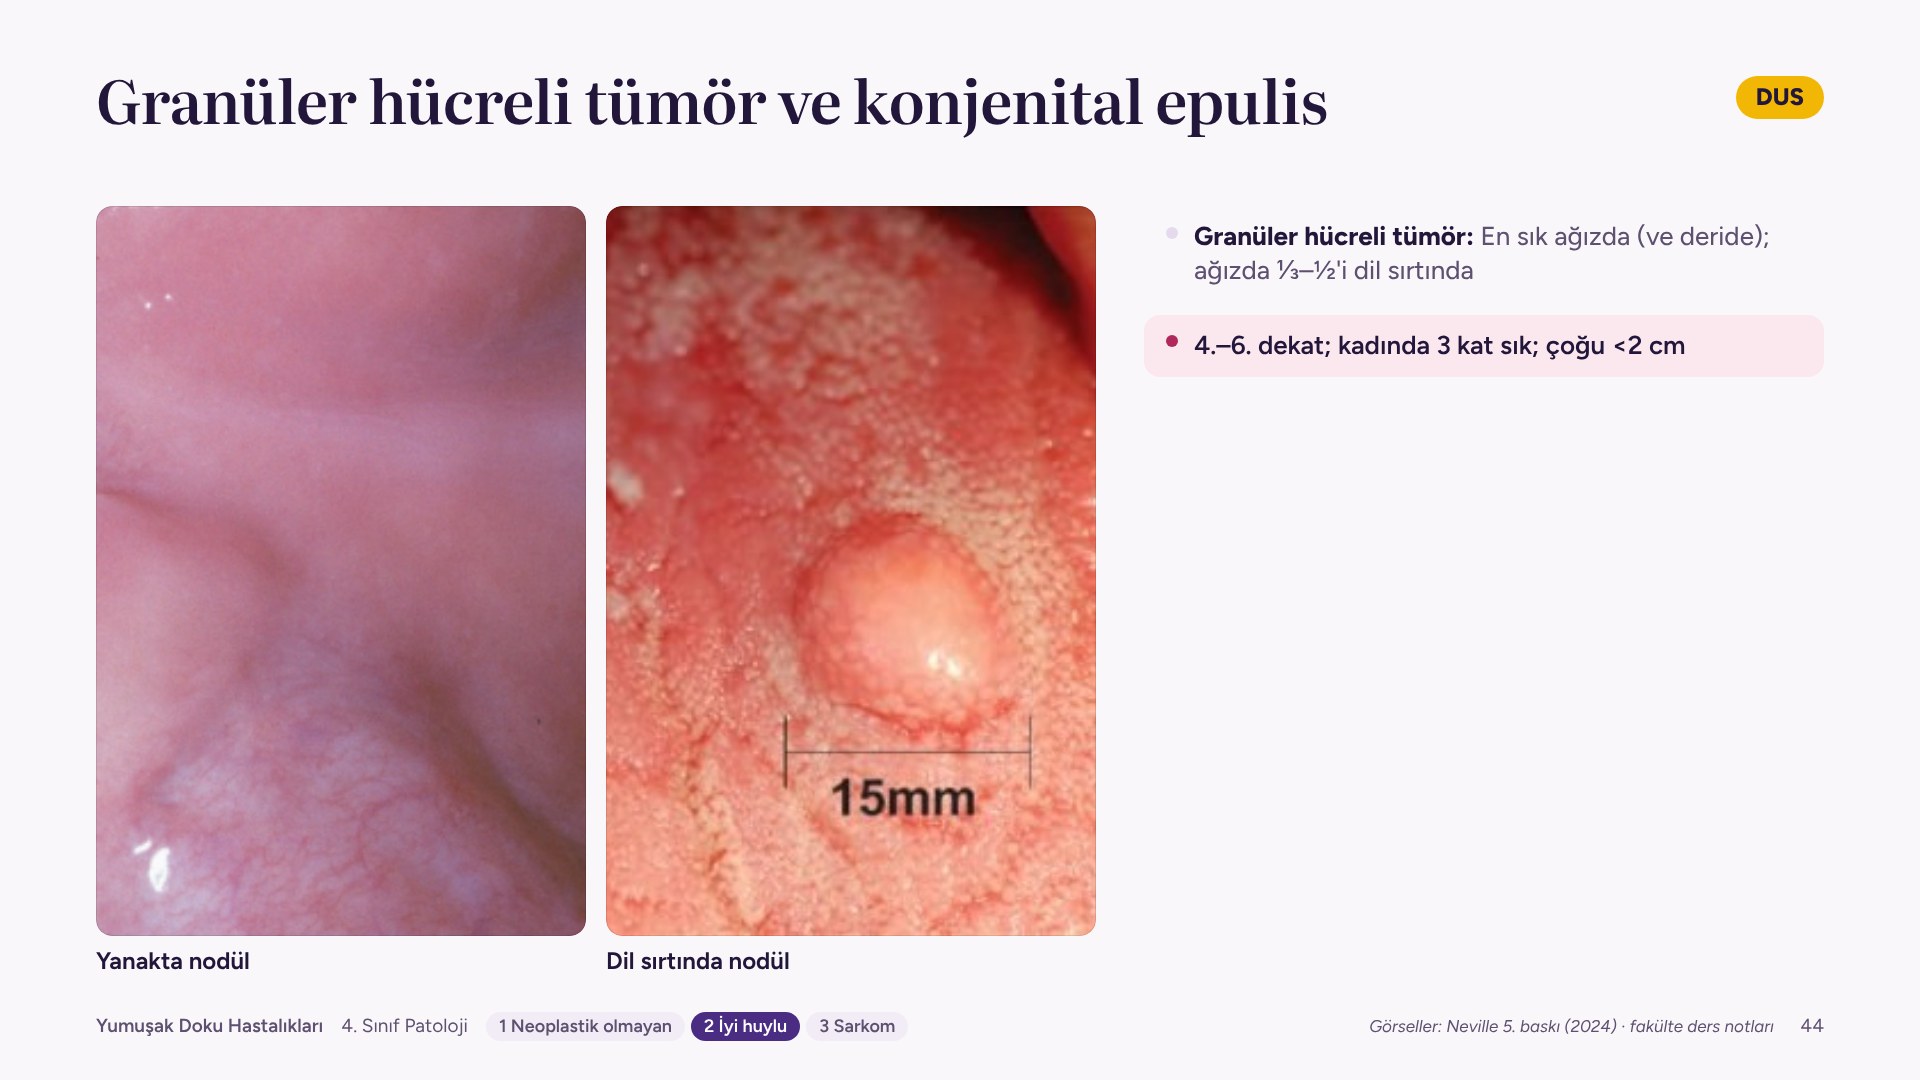 Granüler hücreli tümör ve konjenital epulis
DUS
Granüler hücreli tümör: En sık ağızda (ve deride);
ağızda ⅓–½'i dil sırtında
4.–6. dekat; kadında 3 kat sık; çoğu <2 cm
15mm
Yanakta nodül
Dil sırtında nodül
Yumuşak Doku Hastalıkları 4. Sınıf Patoloji 1 Neoplastik olmayan 2 İyi huylu 3 Sarkom
Görseller: Neville 5. baskı (2024) · fakülte ders notları 44